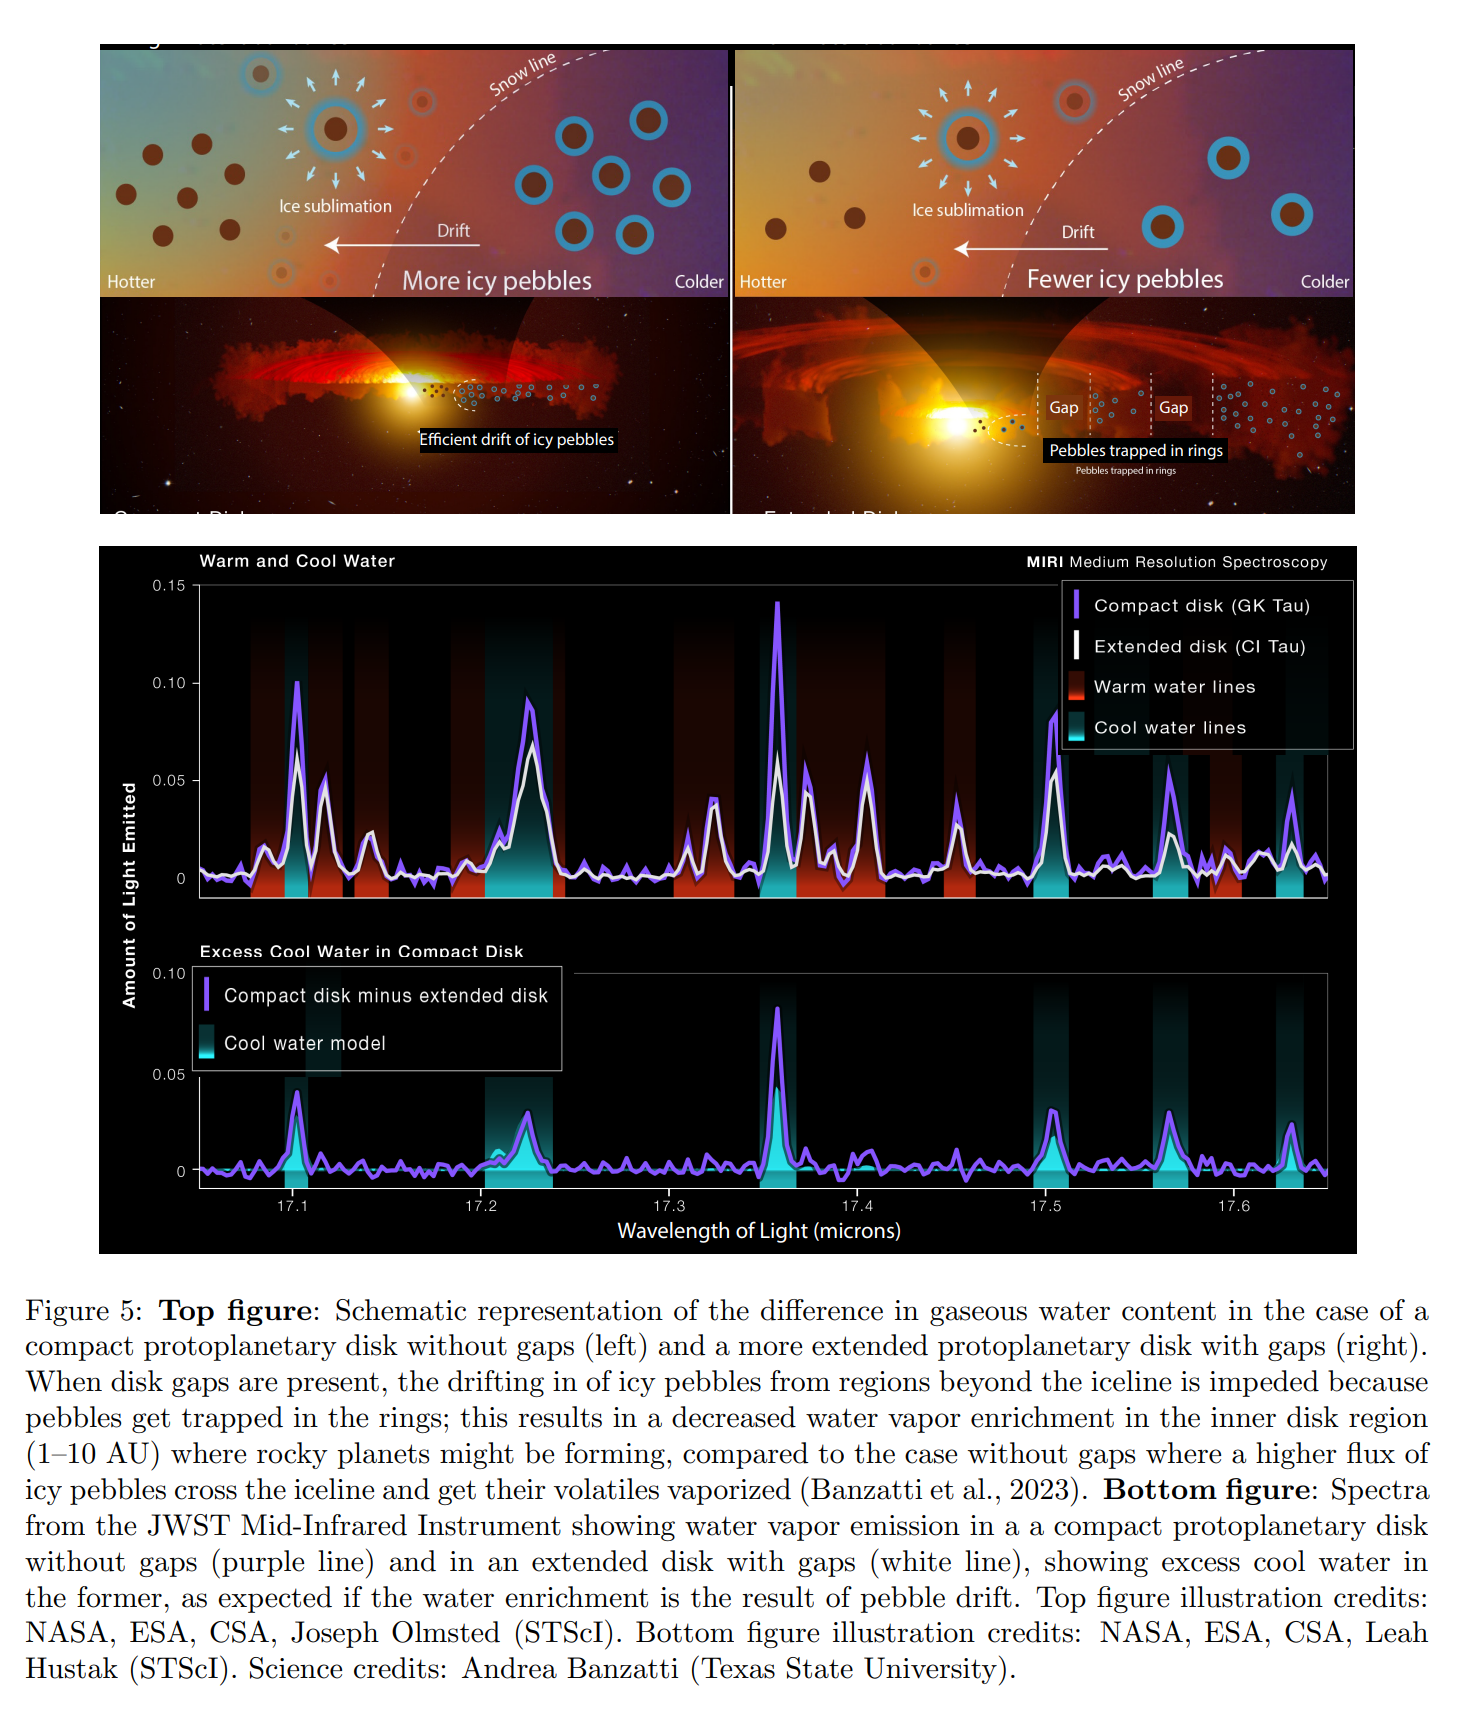 Snow line
Ice sublimation
Drift
Hotter
More icy pebbles
Colder
Efficient drift of icy pebbles
Snow line
Ice sublimation
Drift
Hotter
Fewer icy pebbles
Colder
Gap
Gap
Pebbles trapped in rings
Pebbles trapped in rings
Warm and Cool Water
MIRI Medium Resolution Spectroscopy
0.15
0.10
0.05
0
Compact disk (GK Tau)
Extended disk (CI Tau)
Warm water lines
Cool water lines
Amount of Light Emitted
Excess Cool Water in Compact Disk
0.10
0.05
0
Compact disk minus extended disk
Cool water model
17.1
17.2
17.3
17.4
17.5
17.6
Wavelength of Light (microns)
Figure 5: Top figure: Schematic representation of the difference in gaseous water content in the case of a
compact protoplanetary disk without gaps (left) and a more extended protoplanetary disk with gaps (right).
When disk gaps are present, the drifting in of icy pebbles from regions beyond the iceline is impeded because
pebbles get trapped in the rings; this results in a decreased water vapor enrichment in the inner disk region
(1–10 AU) where rocky planets might be forming, compared to the case without gaps where a higher flux of
icy pebbles cross the iceline and get their volatiles vaporized (Banzatti et al., 2023). Bottom figure: Spectra
from the JWST Mid-Infrared Instrument showing water vapor emission in a a compact protoplanetary disk
without gaps (purple line) and in an extended disk with gaps (white line), showing excess cool water in
the former, as expected if the water enrichment is the result of pebble drift. Top figure illustration credits:
NASA, ESA, CSA, Joseph Olmsted (STScI). Bottom figure illustration credits: NASA, ESA, CSA, Leah
Hustak (STScI). Science credits: Andrea Banzatti (Texas State University).